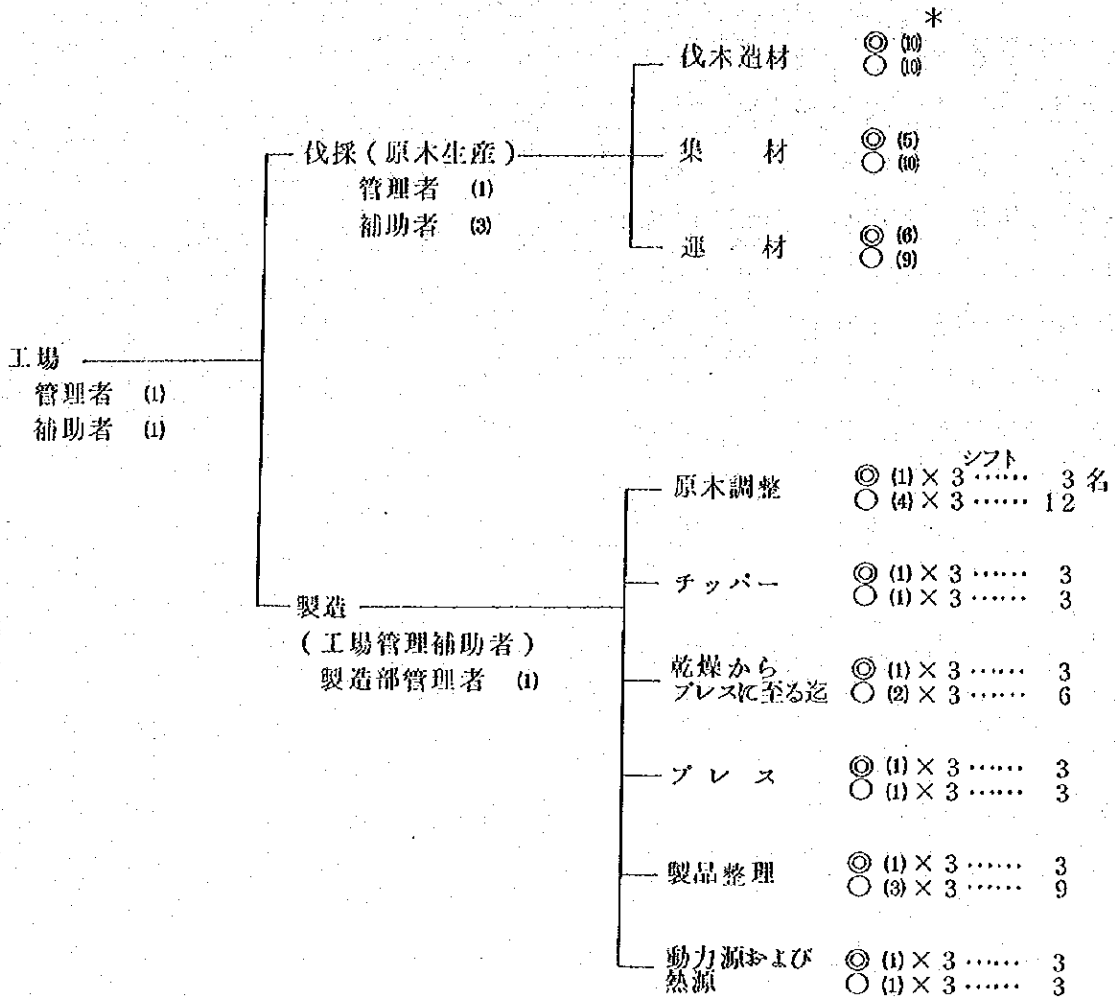 *
伐木造材 ◎ (10)
○ (10)
伐採(原木生産)
管理者 (1)
補助者 (3)
集材 ◎ (5)
○ (10)
運材 ◎ (6)
○ (9)
工場
管理者 (1)
補助者 (1)
シフト
原木調整 ◎ (1) × 3 …… 3 名
○ (4) × 3 …… 12
チッパー ◎ (1) × 3 …… 3
○ (1) × 3 …… 3
製造
(工場管理補助者)
製造部管理者 (1)
乾燥から ◎ (1) × 3 …… 3
プレスに至る迄 ○ (2) × 3 …… 6
プレス ◎ (1) × 3 …… 3
○ (1) × 3 …… 3
製品整理 ◎ (1) × 3 …… 3
○ (3) × 3 …… 9
動力源および ◎ (1) × 3 …… 3
熱源 ○ (1) × 3 …… 3